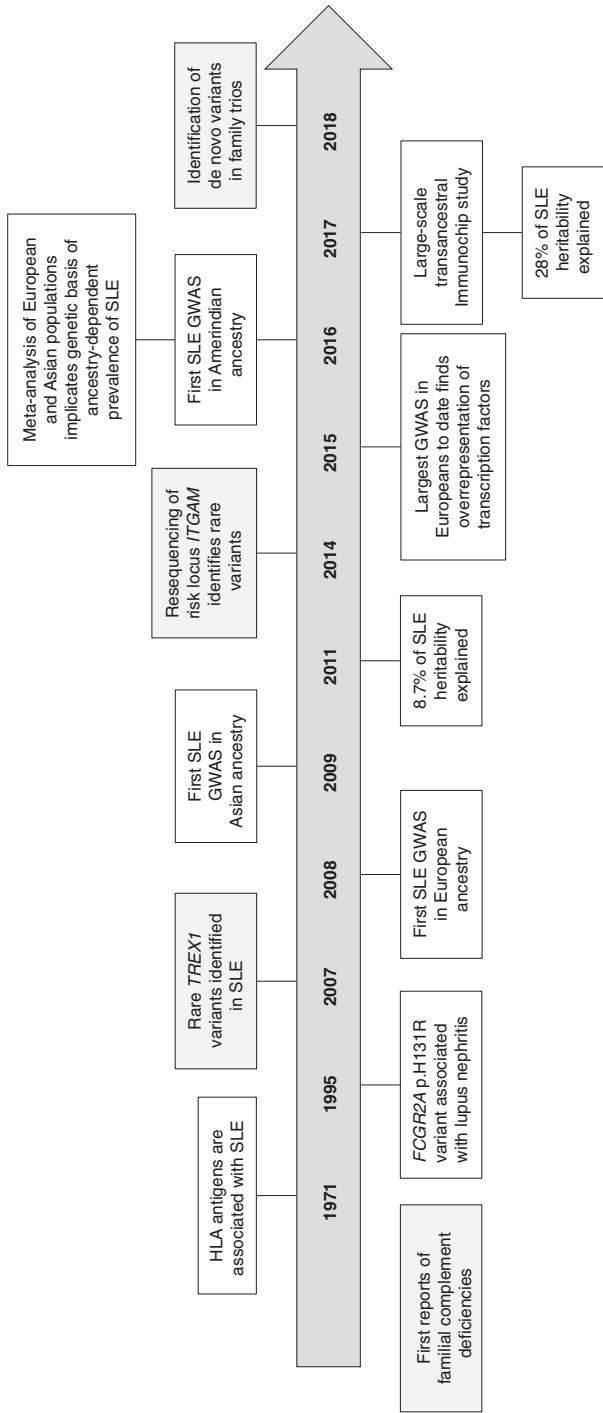 HLA antigens are
associated with SLE
Rare TREX1
variants identified
in SLE
First SLE
GWAS in
Asian ancestry
Resequencing of
risk locus ITGAM
identifies rare
variants
Meta-analysis of European
and Asian populations
implicates genetic basis of
ancestry-dependent
prevalence of SLE
First SLE GWAS
in Amerindian
ancestry
Identification of
de novo variants
in family trios
1971
1995
2007
2008
2009
2011
2014
2015
2016
2017
2018
First reports of
familial complement
deficiencies
FCGR2A p.H131R
variant associated
with lupus nephritis
First SLE GWAS
in European
ancestry
8.7% of SLE
heritability
explained
Largest GWAS in
Europeans to date finds
overrepresentation of
transcription factors
Large-scale
transancestral
Immunochip study
28% of SLE
heritability
explained